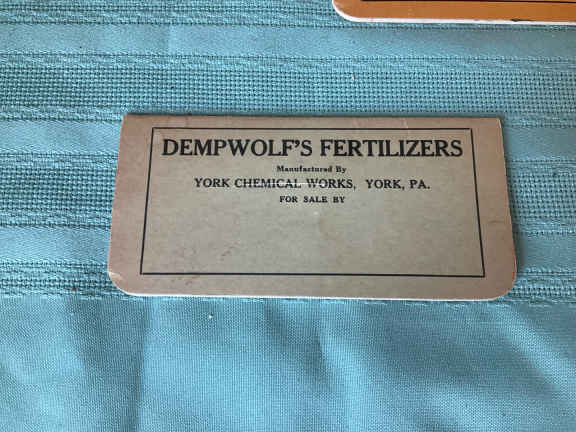 DEMPWOLF'S FERTILIZERS
Manufactured By
YORK CHEMICAL WORKS, YORK, PA.
FOR SALE BY